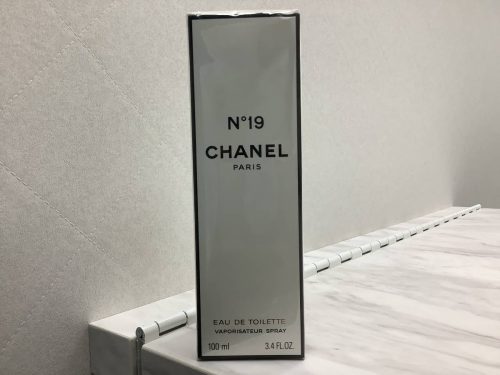 N°19
CHANEL
PARIS
EAU DE TOILETTE
VAPORISATEUR SPRAY
100 ml 3.4 FL.OZ.